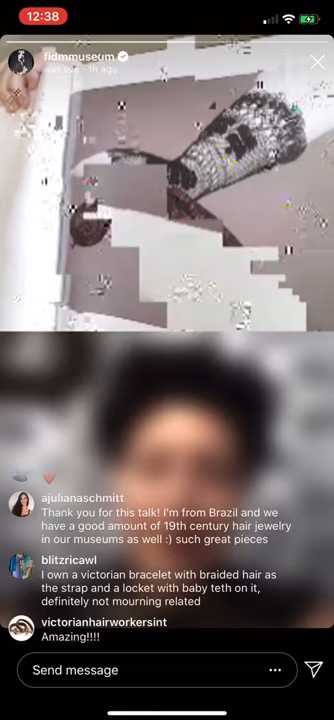 12:38
fidmmuseum
was live · 1h ago
ajulianaschmitt
Thank you for this talk! I'm from Brazil and we
have a good amount of 19th century hair jewelry
in our museums as well :) such great pieces
blitzricawl
I own a victorian bracelet with braided hair as
the strap and a locket with baby teth on it,
definitely not mourning related
victorianhairworkersint
Amazing!!!!
Send message